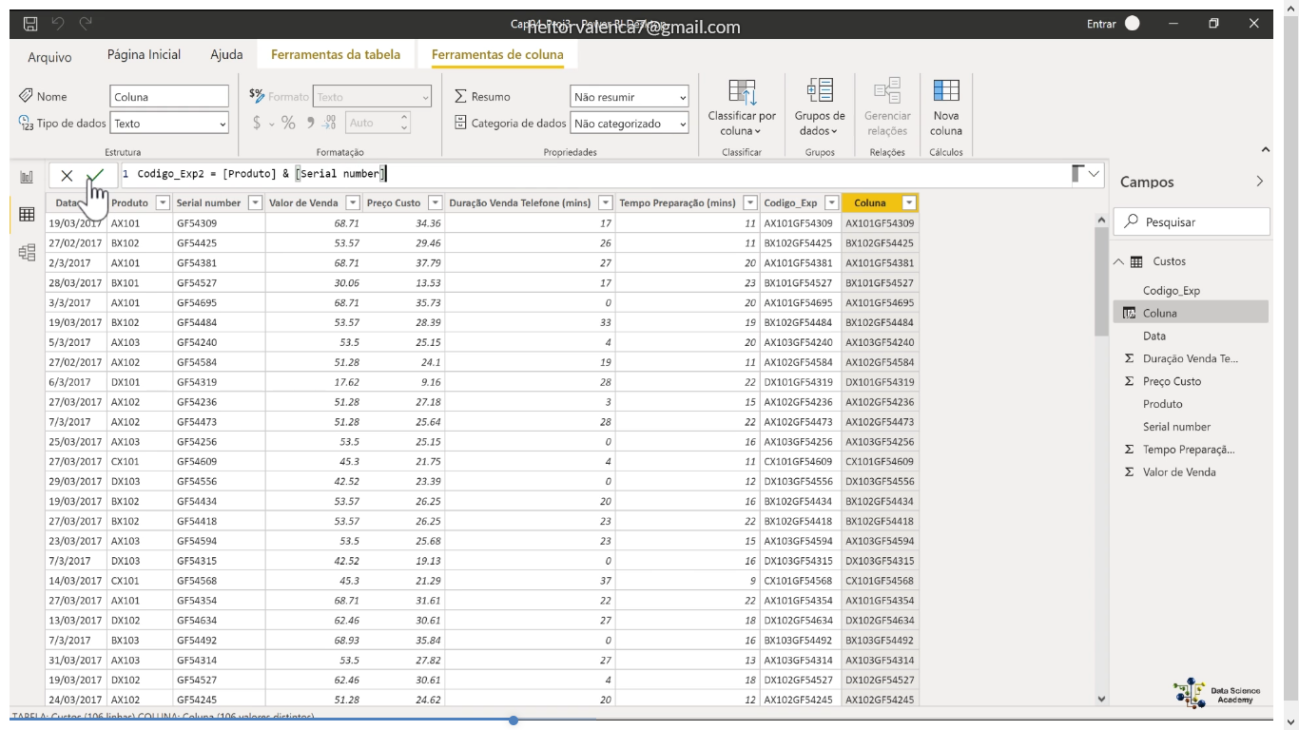 heitorvalenca7@gmail.com
Entrar
Arquivo Página Inicial Ajuda Ferramentas da tabela Ferramentas de coluna
Nome Coluna $% Formato Texto Resumo Não resumir
Tipo de dados Texto $ % 9 Auto Categoria de dados Não categorizado
Classificar por coluna
Grupos de dados
Gerenciar relações
Nova coluna
Estrutura Formatação Propriedades Classificar Grupos Relações Cálculos
1 Codigo_Exp2 = [Produto] & [Serial number]
Data Produto Serial number Valor de Venda Preço Custo Duração Venda Telefone (mins) Tempo Preparação (mins) Codigo_Exp Coluna
19/03/2017 AX101 GF54309 68.71 34.36 17 11 AX101GF54309 AX101GF54309
27/02/2017 BX102 GF54425 53.57 29.46 26 11 BX102GF54425 BX102GF54425
2/3/2017 AX101 GF54381 68.71 37.79 27 20 AX101GF54381 AX101GF54381
28/03/2017 BX101 GF54527 30.06 13.53 17 23 BX101GF54527 BX101GF54527
3/3/2017 AX101 GF54695 68.71 35.73 0 20 AX101GF54695 AX101GF54695
19/03/2017 BX102 GF54484 53.57 28.39 33 19 BX102GF54484 BX102GF54484
5/3/2017 AX103 GF54240 53.5 25.15 4 20 AX103GF54240 AX103GF54240
27/02/2017 AX102 GF54584 51.28 24.1 19 11 AX102GF54584 AX102GF54584
6/3/2017 DX101 GF54319 17.62 9.16 28 22 DX101GF54319 DX101GF54319
27/03/2017 AX102 GF54236 51.28 27.18 3 15 AX102GF54236 AX102GF54236
7/3/2017 AX102 GF54473 51.28 25.64 28 22 AX102GF54473 AX102GF54473
25/03/2017 AX103 GF54256 53.5 25.15 0 16 AX103GF54256 AX103GF54256
27/03/2017 CX101 GF54609 45.3 21.75 4 11 CX101GF54609 CX101GF54609
29/03/2017 DX103 GF54556 42.52 23.39 0 12 DX103GF54556 DX103GF54556
19/03/2017 BX102 GF54434 53.57 26.25 20 16 BX102GF54434 BX102GF54434
27/03/2017 BX102 GF54418 53.57 26.25 23 22 BX102GF54418 BX102GF54418
23/03/2017 AX103 GF54594 53.5 25.68 23 15 AX103GF54594 AX103GF54594
7/3/2017 DX103 GF54315 42.52 19.13 0 16 DX103GF54315 DX103GF54315
14/03/2017 CX101 GF54568 45.3 21.29 37 9 CX101GF54568 CX101GF54568
27/03/2017 AX101 GF54354 68.71 31.61 22 22 AX101GF54354 AX101GF54354
13/03/2017 DX102 GF54634 62.46 30.61 27 18 DX102GF54634 DX102GF54634
7/3/2017 BX103 GF54492 68.93 35.84 0 16 BX103GF54492 BX103GF54492
31/03/2017 AX103 GF54314 53.5 27.82 27 13 AX103GF54314 AX103GF54314
19/03/2017 DX102 GF54527 62.46 30.61 4 18 DX102GF54527 DX102GF54527
24/03/2017 AX102 GF54245 51.28 24.62 20 12 AX102GF54245 AX102GF54245
TABELA: Custos (106 linhas) COLUNA: Coluna (106 valores distintos)
Campos
Pesquisar
Custos
Codigo_Exp
Coluna
Data
Duração Venda Te...
Preço Custo
Produto
Serial number
Tempo Preparaçã...
Valor de Venda
Data Science
Academy